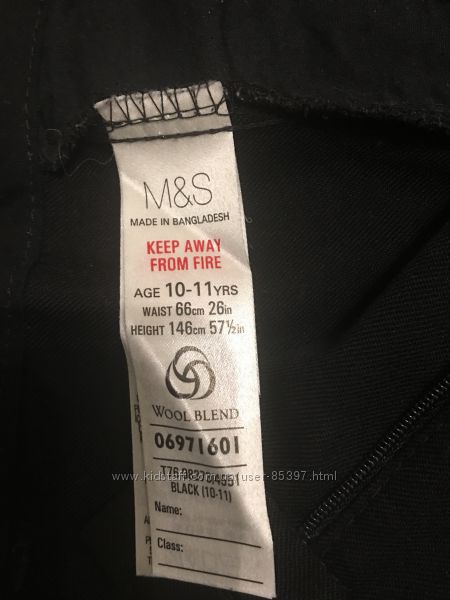 M&S
MADE IN BANGLADESH
KEEP AWAY
FROM FIRE
AGE 10-11YRS
WAIST 66cm 26in
HEIGHT 146cm 57½in
WOOL BLEND
06971601
BLACK (10-11)
Name:
Class: